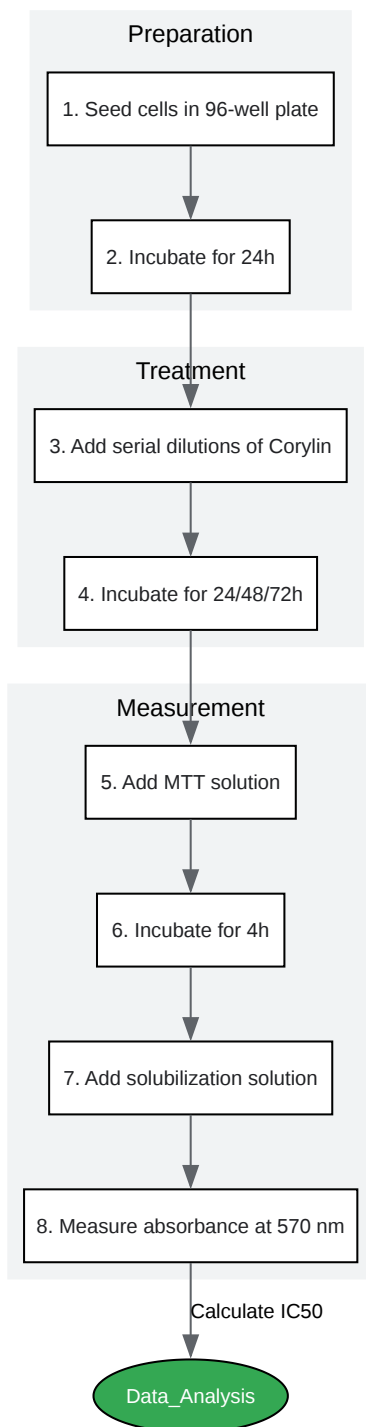 Preparation
1. Seed cells in 96-well plate
2. Incubate for 24h
Treatment
3. Add serial dilutions of Corylin
4. Incubate for 24/48/72h
Measurement
5. Add MTT solution
6. Incubate for 4h
7. Add solubilization solution
8. Measure absorbance at 570 nm
Calculate IC50
Data_Analysis